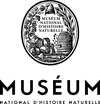 MUSÉUM
NATIONAL
D'HISTOIRE
NATURELLE
MUSÉUM
NATIONAL D'HISTOIRE NATURELLE